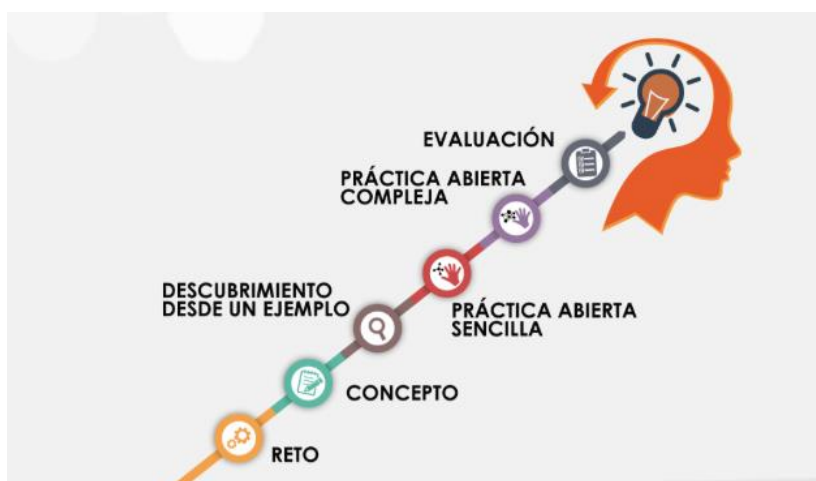 EVALUACIÓN
PRÁCTICA ABIERTA
COMPLEJA
DESCUBRIMIENTO
DESDE UN EJEMPLO
PRÁCTICA ABIERTA
SENCILLA
CONCEPTO
RETO